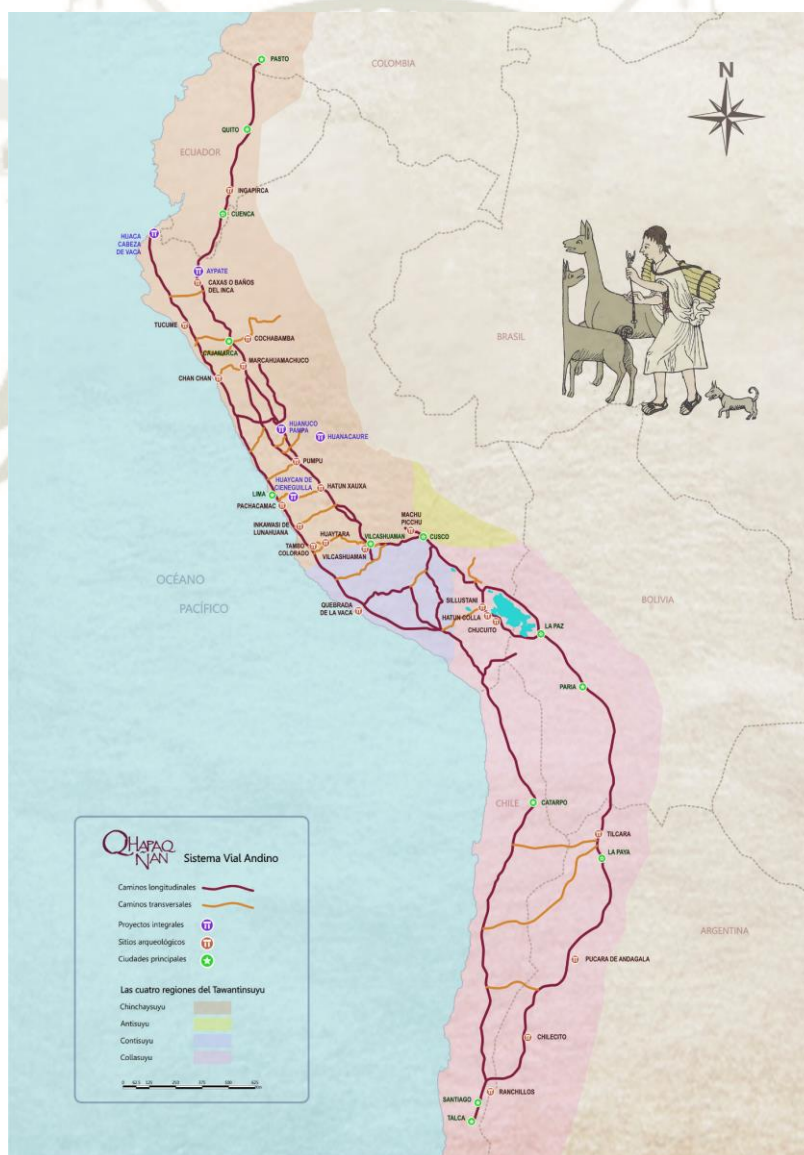 N
PASTO
COLOMBIA
QUITO
ECUADOR
INGAPIRCA
CUENCA
HUACA
CABEZA
DE VACA
AYPATE
CAXAS O BAÑOS
DEL INCA
TUCUME
COCHABAMBA
CAJAMARCA
MARCAHUAMACHUCO
CHAN CHAN
BRASIL
HUANUCO
PAMPA
HUANACAURE
PUMPU
HUAYCAN DE
CIENEGUILLA
HATUN XAUXA
LIMA
PACHACAMAC
INKAWASI DE
LUNAHUANA
HUAYTARA
TAMBO
COLORADO
VILCASHUAMAN
VILCASHUAMAN
MACHU
PICCHU
CUSCO
OCÉANO
PACÍFICO
QUEBRADA
DE LA VACA
SILLUSTANI
HATUN COLLA
CHUCUITO
BOLIVIA
LA PAZ
PARIA
CHILE
CATARPO
TILCARA
LA PAYA
ARGENTINA
PUCARA DE ANDAGALA
CHILECITO
RANCHILLOS
SANTIAGO
TALCA
QHAPAQ
ÑAN
Sistema Vial Andino
Caminos longitudinales
Caminos transversales
Proyectos integrales
Sitios arqueológicos
Ciudades principales
Las cuatro regiones del Tawantinsuyu
Chinchaysuyu
Antisuyu
Contisuyu
Collasuyu